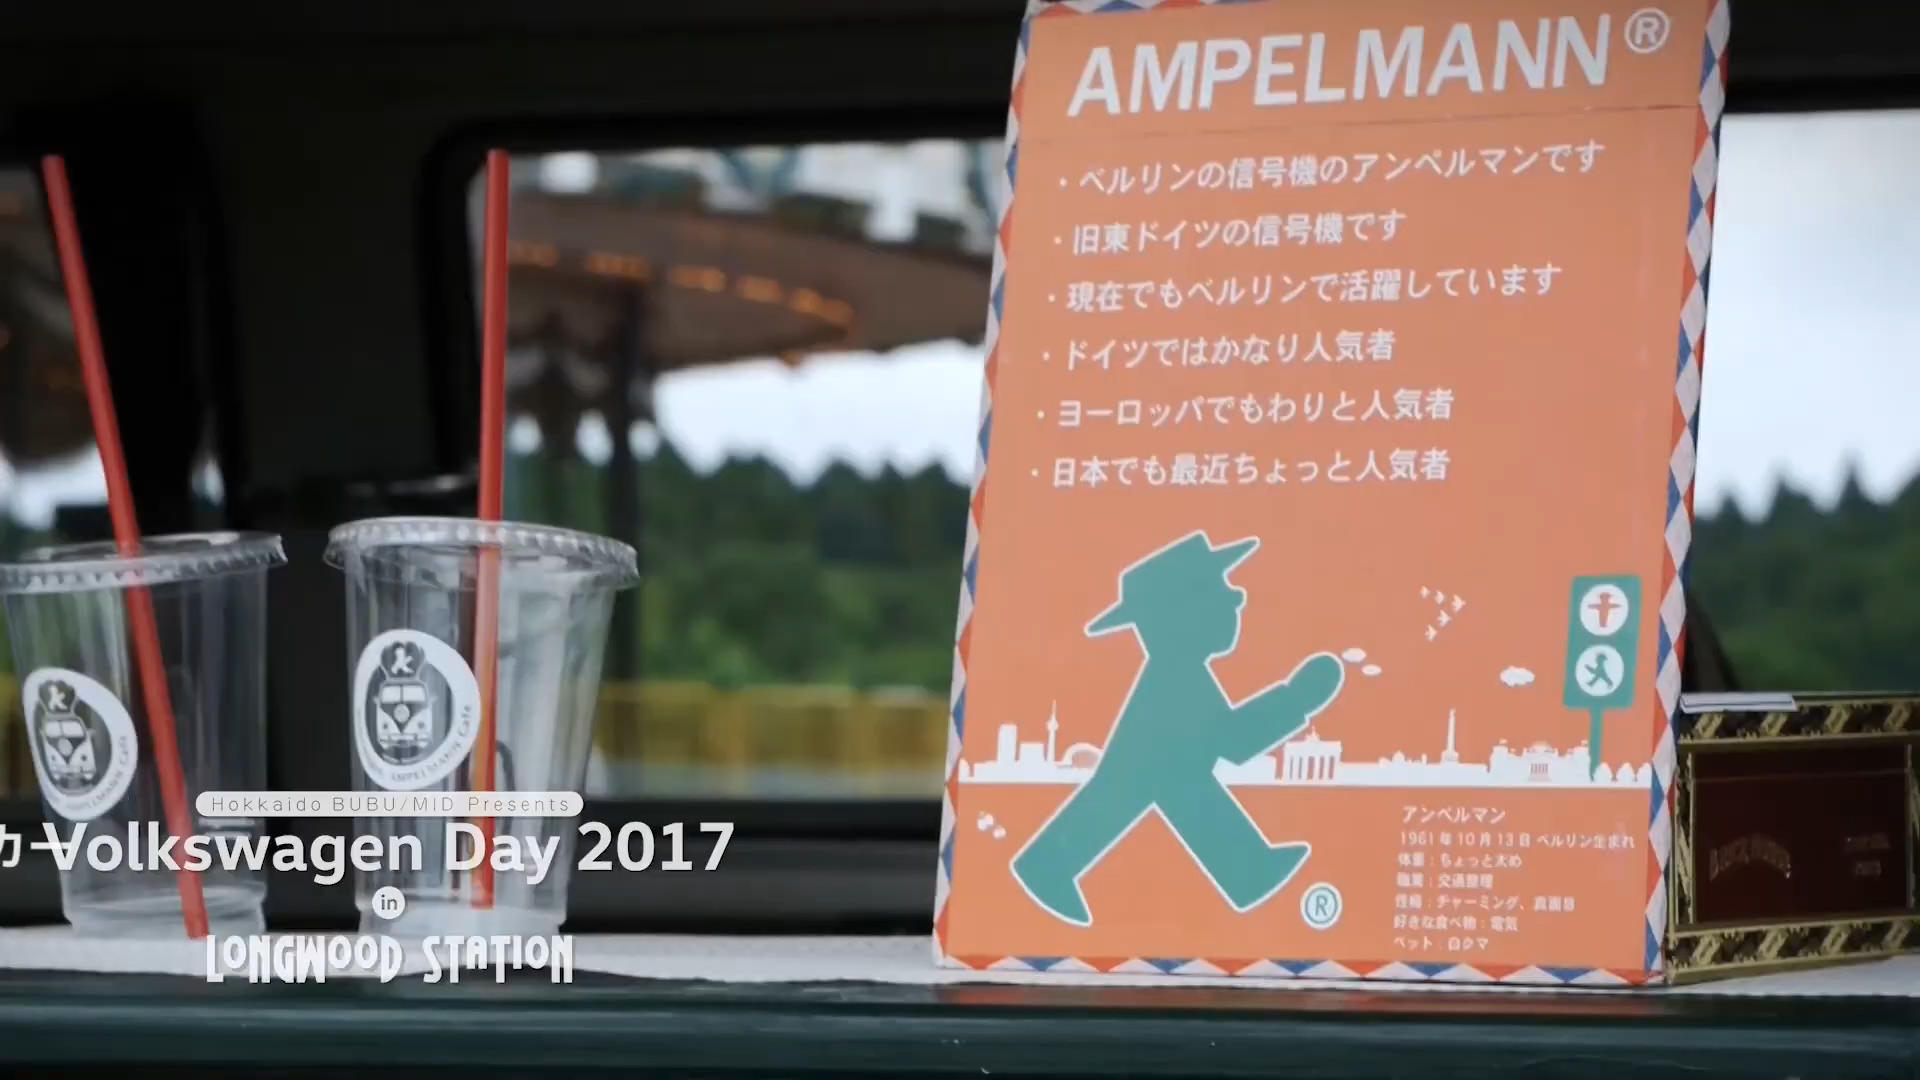 AMPELMANN®
・ベルリンの信号機のアンペルマンです
・旧東ドイツの信号機です
・現在でもベルリンで活躍しています
・ドイツではかなり人気者
・ヨーロッパでもわりと人気者
・日本でも最近ちょっと人気者
アンペルマン
1961年10月13日 ベルリン生まれ
体重：ちょっと太め
職業：交通整理
性格：チャーミング、真面目
好きな食べ物：電気
ペット：白クマ
®
AMPELMANN Cafe
AMPELMANN Cafe
Hokkaido BUBU/MID Presents
カー
Volkswagen Day 2017
in
LONGWOOD STATION